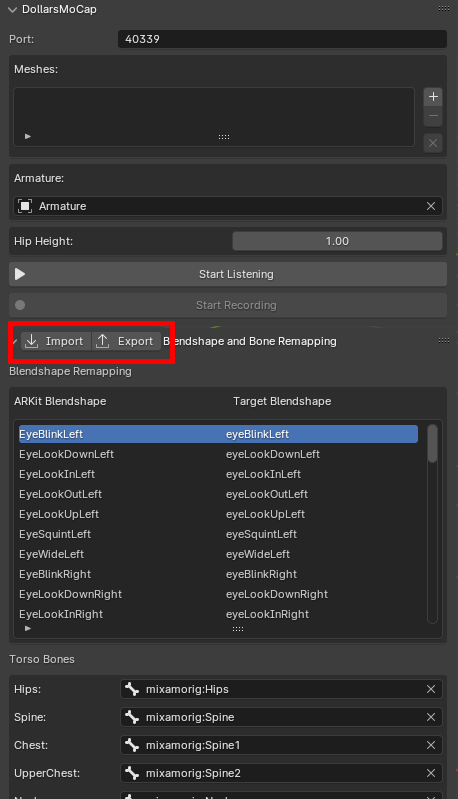 DollarsMoCap
Port: 40339
Meshes:
Armature:
Armature
Hip Height: 1.00
Start Listening
Start Recording
Import Export Blendshape and Bone Remapping
Blendshape Remapping
ARKit Blendshape Target Blendshape
EyeBlinkLeft eyeBlinkLeft
EyeLookDownLeft eyeLookDownLeft
EyeLookInLeft eyeLookInLeft
EyeLookOutLeft eyeLookOutLeft
EyeLookUpLeft eyeLookUpLeft
EyeSquintLeft eyeSquintLeft
EyeWideLeft eyeWideLeft
EyeBlinkRight eyeBlinkRight
EyeLookDownRight eyeLookDownRight
EyeLookInRight eyeLookInRight
Torso Bones
Hips: mixamorig:Hips
Spine: mixamorig:Spine
Chest: mixamorig:Spine1
UpperChest: mixamorig:Spine2